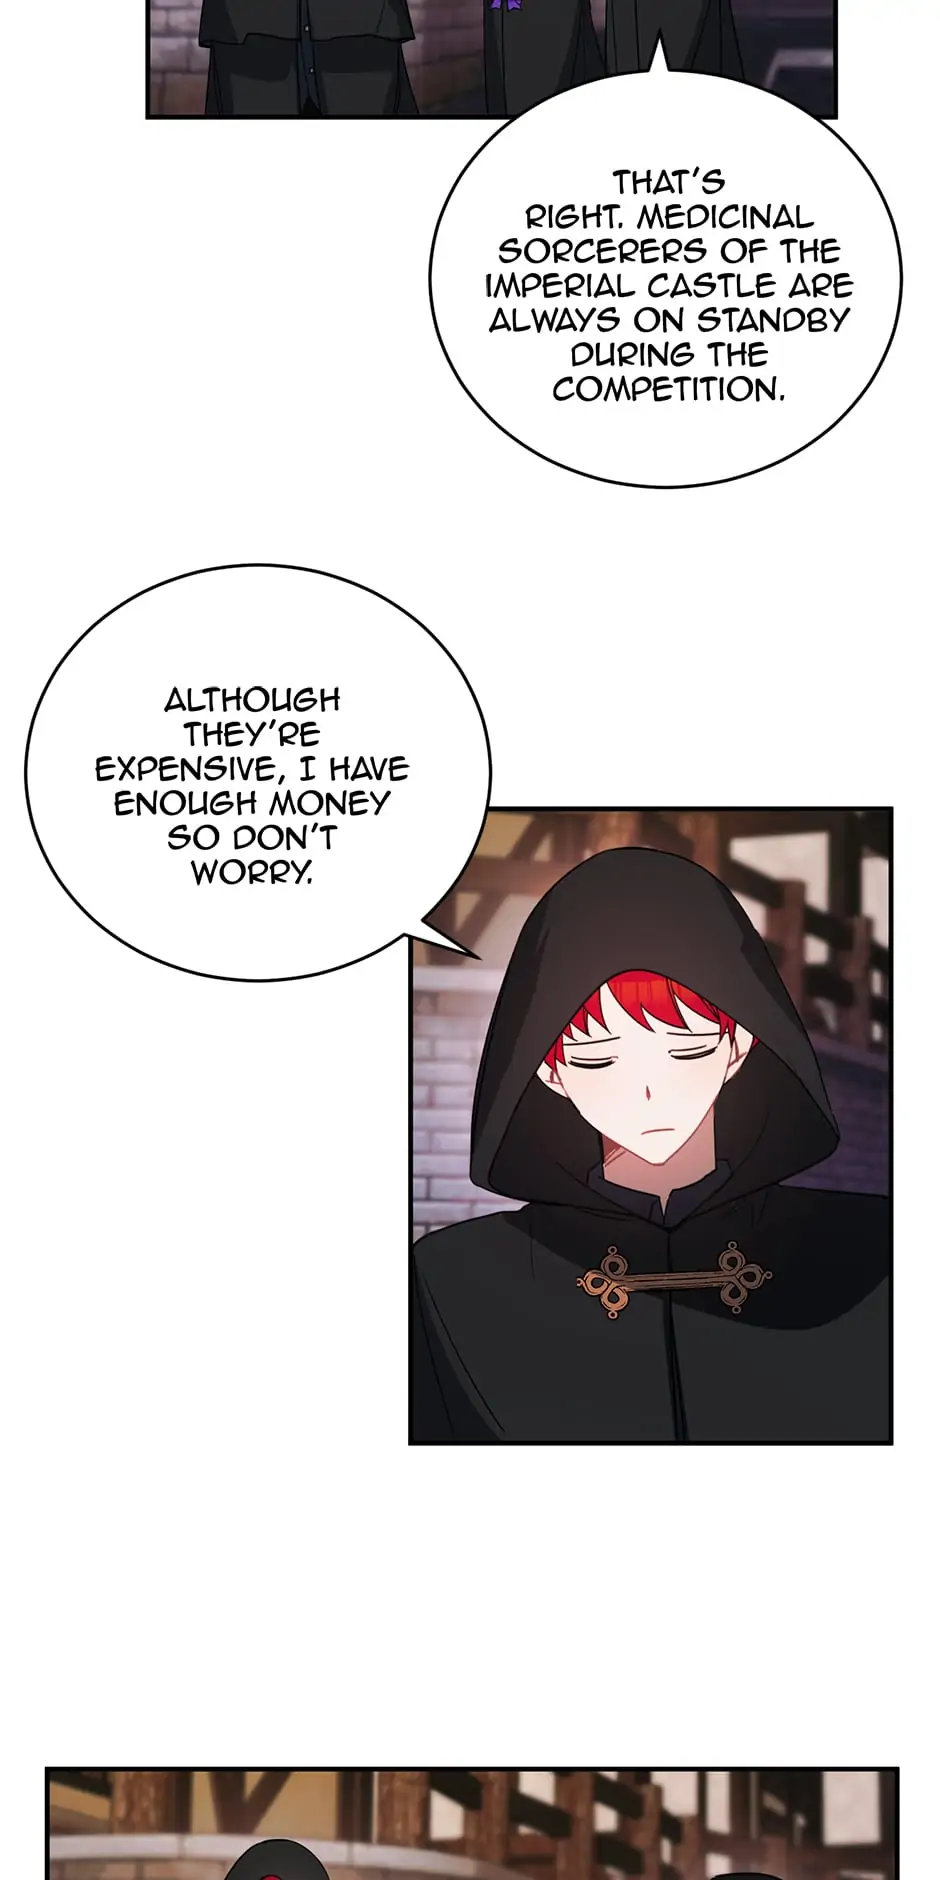 THAT'S
RIGHT. MEDICINAL
SORCERERS OF THE
IMPERIAL CASTLE ARE
ALWAYS ON STANDBY
DURING THE
COMPETITION.
ALTHOUGH
THEY'RE
EXPENSIVE, I HAVE
ENOUGH MONEY
SO DON'T
WORRY.